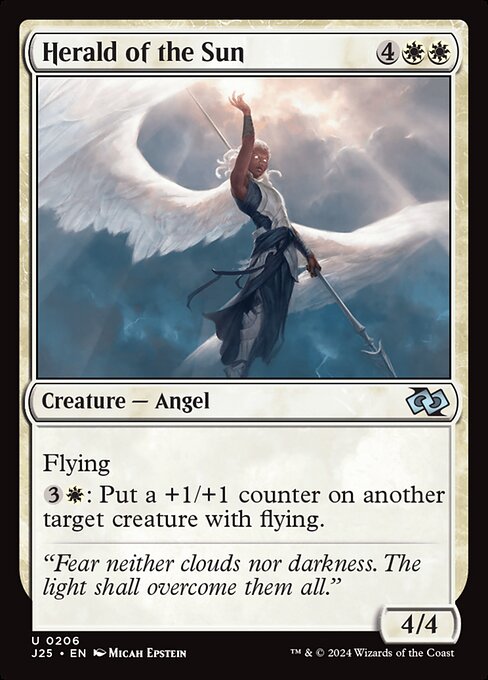 Herald of the Sun 4
Creature — Angel
Flying
3: Put a +1/+1 counter on another
target creature with flying.
“Fear neither clouds nor darkness. The
light shall overcome them all.”
4/4
U 0206
J25 • EN Micah Epstein
™ & © 2024 Wizards of the Coast